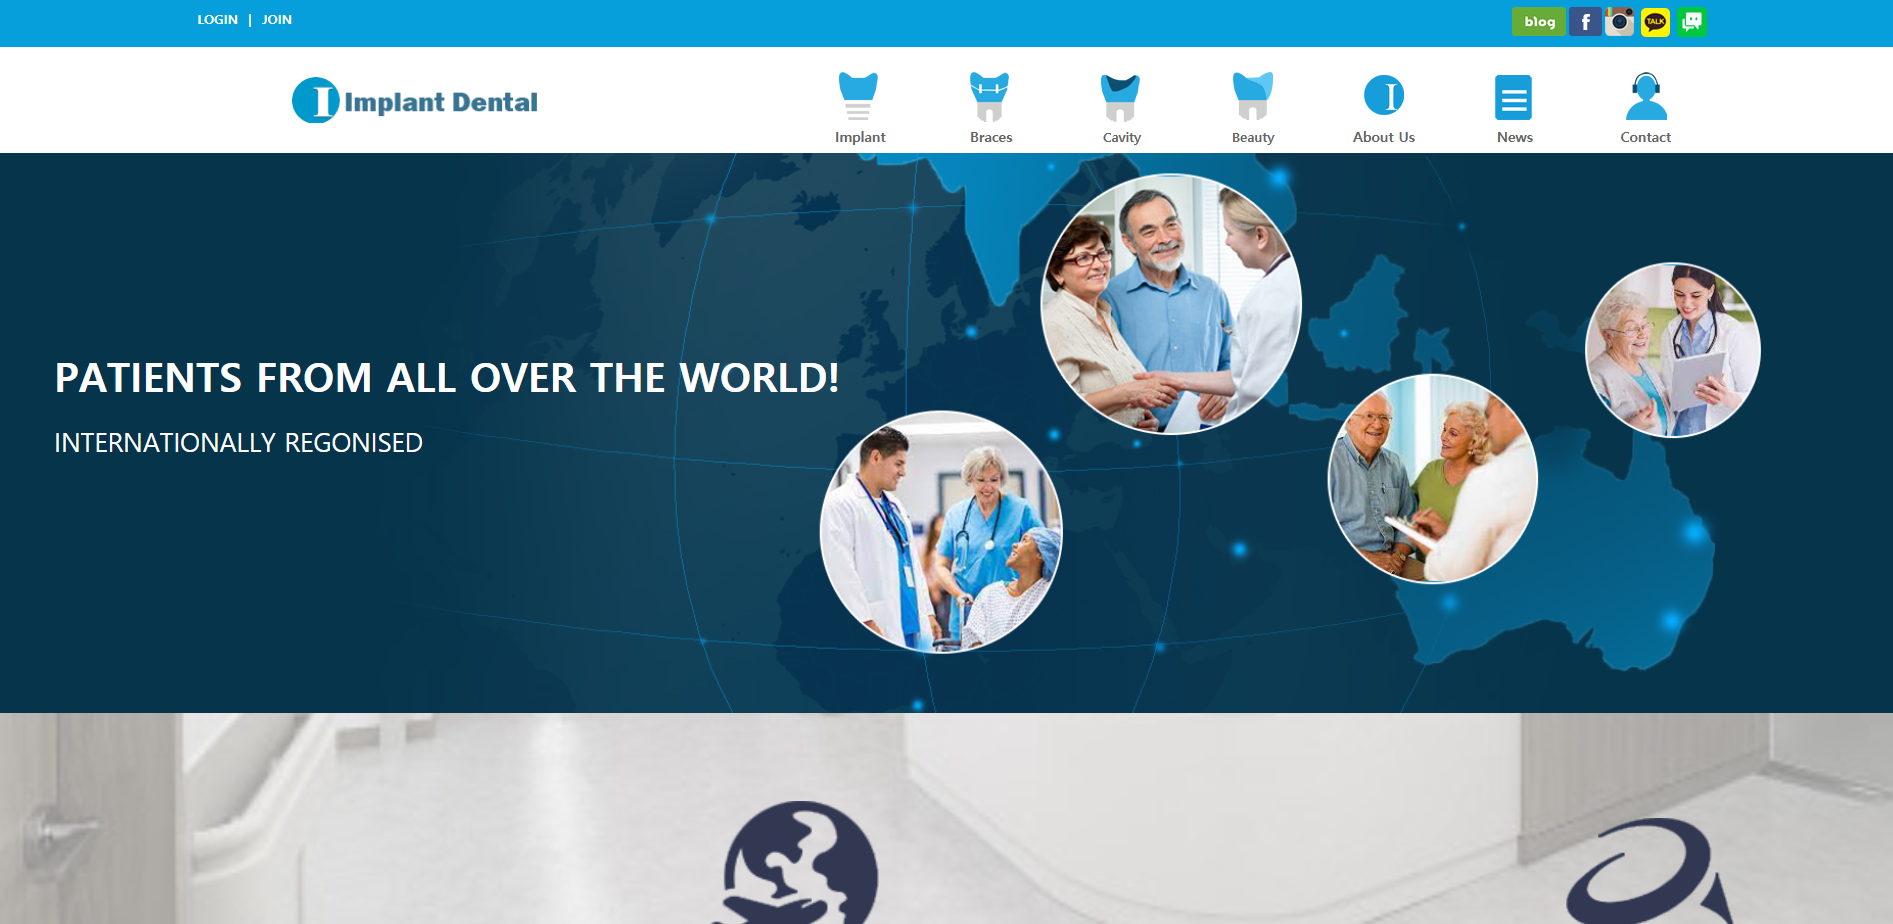 LOGIN | JOIN
blog
f
TALK
I Implant Dental
Implant
Braces
Cavity
Beauty
I
About Us
News
Contact
PATIENTS FROM ALL OVER THE WORLD!
INTERNATIONALLY REGONISED